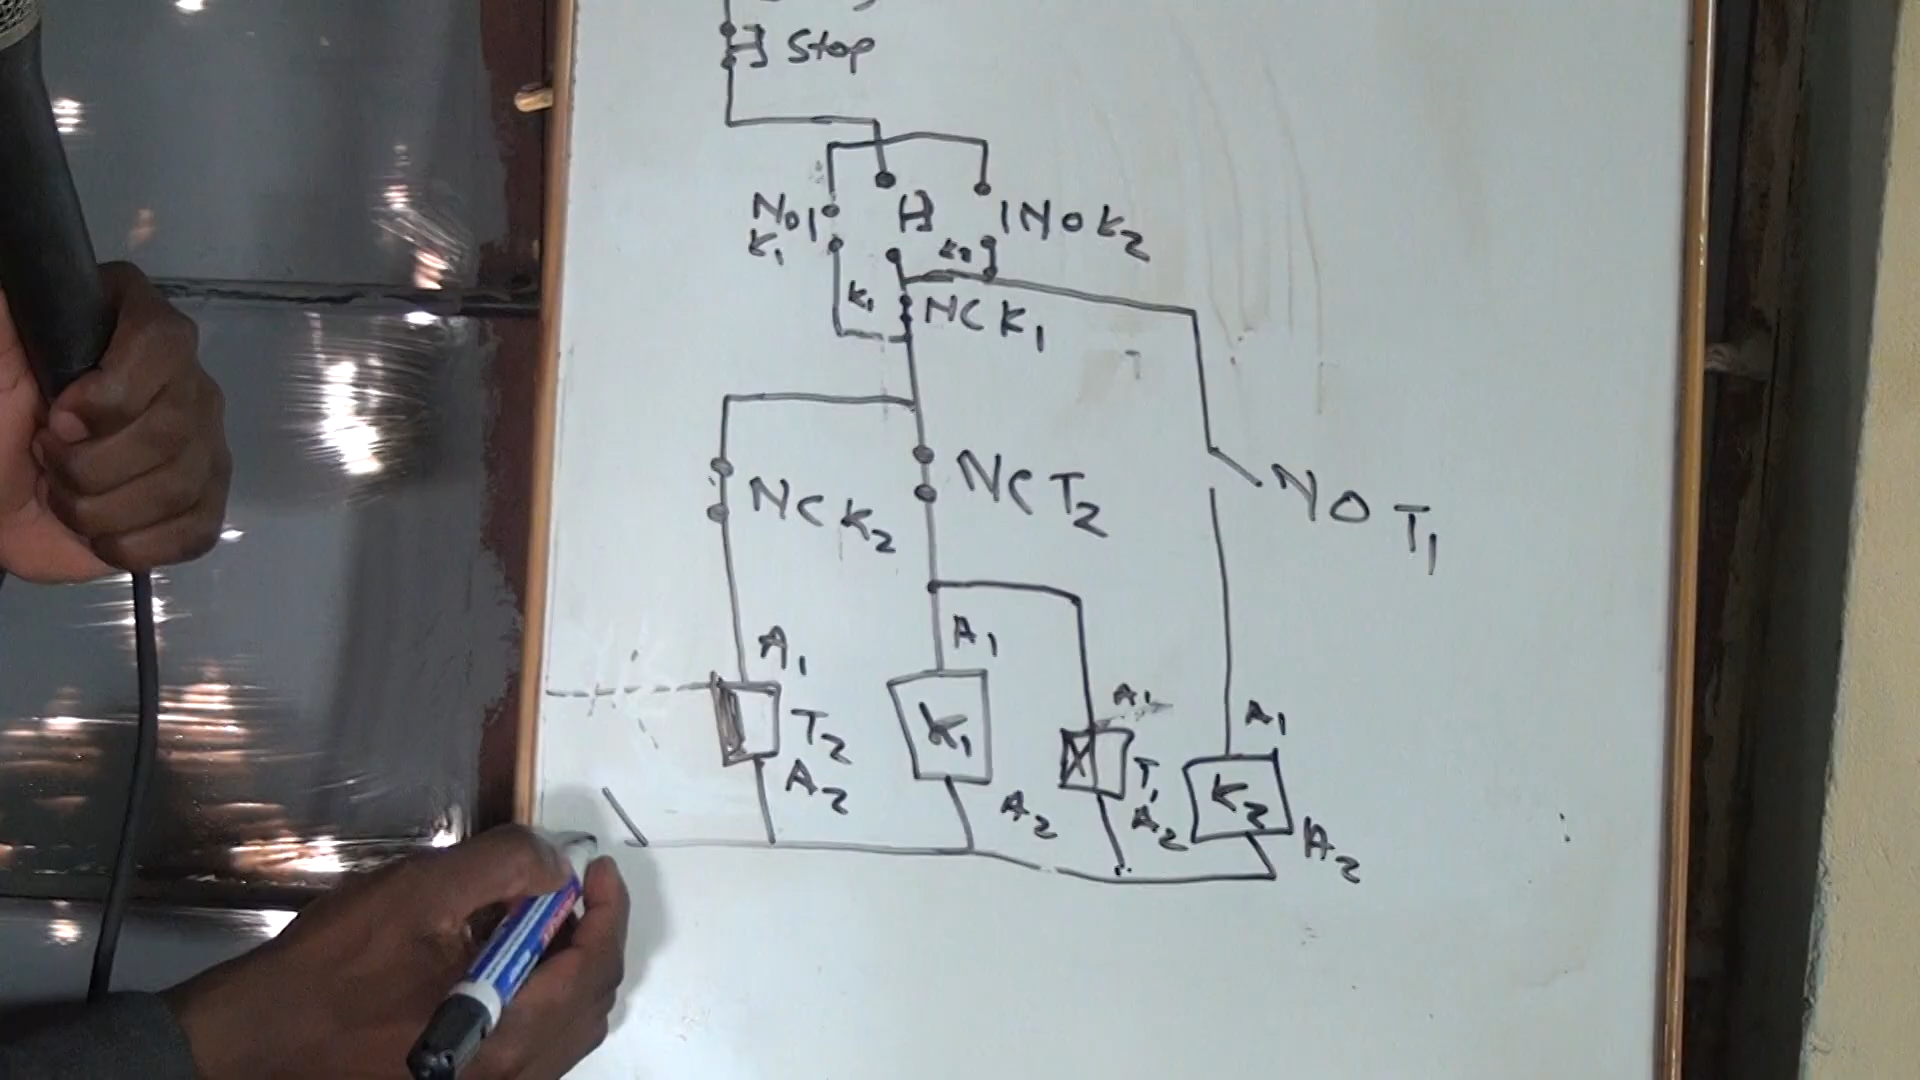 Stop
NO1
K1
1NO K2
K2
K1
NC K1
NC K2
NC T2
NO T1
A1
T2
A2
A1
K1
A2
A1
T1
A2
A1
K2
A2